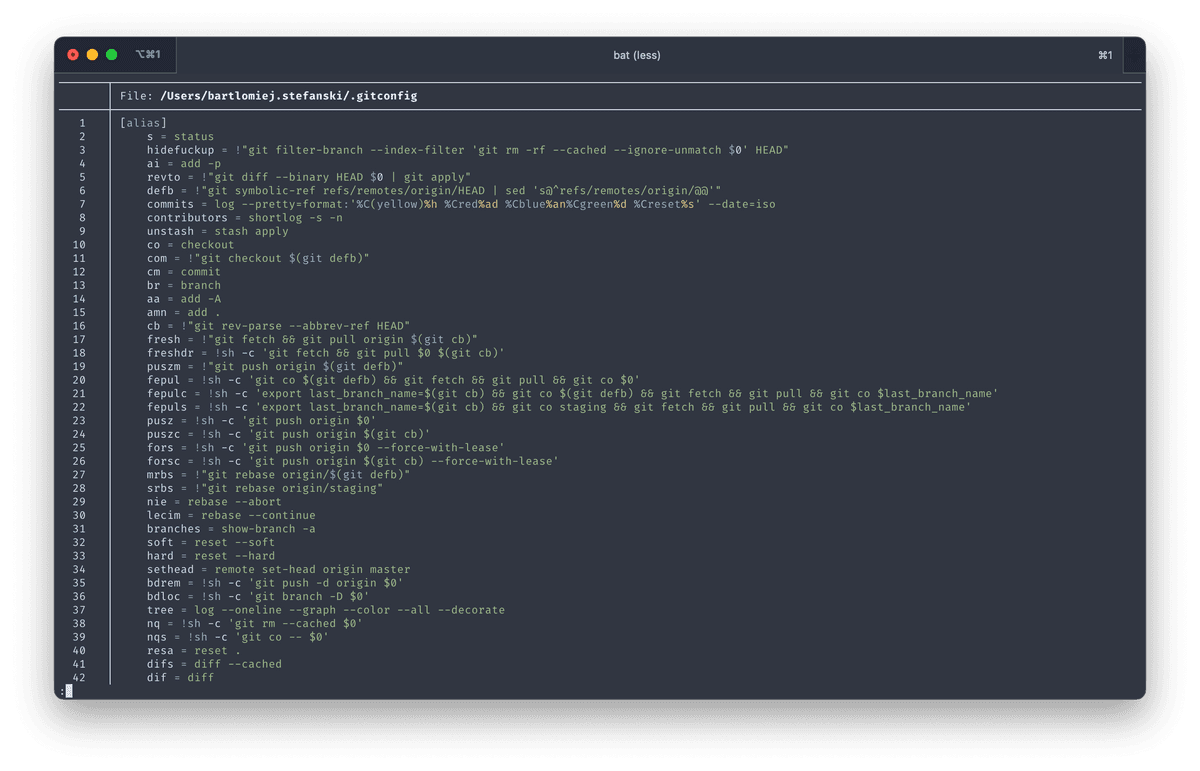 ⌥⌘1 bat (less) ⌘1
File: /Users/bartlomiej.stefanski/.gitconfig
1 [alias]
2 s = status
3 hidefuckup = !"git filter-branch --index-filter 'git rm -rf --cached --ignore-unmatch $0' HEAD"
4 ai = add -p
5 revto = !"git diff --binary HEAD $0 | git apply"
6 defb = !"git symbolic-ref refs/remotes/origin/HEAD | sed 's@^refs/remotes/origin/@@'"
7 commits = log --pretty=format:'%C(yellow)%h %Cred%ad %Cblue%an%Cgreen%d %Creset%s' --date=iso
8 contributors = shortlog -s -n
9 unstash = stash apply
10 co = checkout
11 com = !"git checkout $(git defb)"
12 cm = commit
13 br = branch
14 aa = add -A
15 amn = add .
16 cb = !"git rev-parse --abbrev-ref HEAD"
17 fresh = !"git fetch && git pull origin $(git cb)"
18 freshdr = !sh -c 'git fetch && git pull $0 $(git cb)'
19 puszm = !"git push origin $(git defb)"
20 fepul = !sh -c 'git co $(git defb) && git fetch && git pull && git co $0'
21 fepulc = !sh -c 'export last_branch_name=$(git cb) && git co $(git defb) && git fetch && git pull && git co $last_branch_name'
22 fepuls = !sh -c 'export last_branch_name=$(git cb) && git co staging && git fetch && git pull && git co $last_branch_name'
23 pusz = !sh -c 'git push origin $0'
24 puszc = !sh -c 'git push origin $(git cb)'
25 fors = !sh -c 'git push origin $0 --force-with-lease'
26 forsc = !sh -c 'git push origin $(git cb) --force-with-lease'
27 mrbs = !"git rebase origin/$(git defb)"
28 srbs = !"git rebase origin/staging"
29 nie = rebase --abort
30 lecim = rebase --continue
31 branches = show-branch -a
32 soft = reset --soft
33 hard = reset --hard
34 sethead = remote set-head origin master
35 bdrem = !sh -c 'git push -d origin $0'
36 bdloc = !sh -c 'git branch -D $0'
37 tree = log --oneline --graph --color --all --decorate
38 nq = !sh -c 'git rm --cached $0'
39 nqs = !sh -c 'git co -- $0'
40 resa = reset .
41 difs = diff --cached
42 dif = diff
: